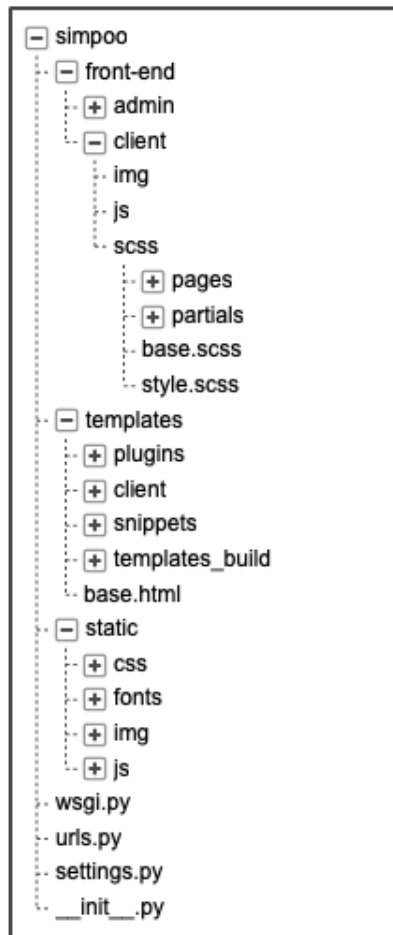 simpoo
front-end
admin
client
img
js
scss
pages
partials
base.scss
style.scss
templates
plugins
client
snippets
templates_build
base.html
static
css
fonts
img
js
wsgi.py
urls.py
settings.py
__init__.py